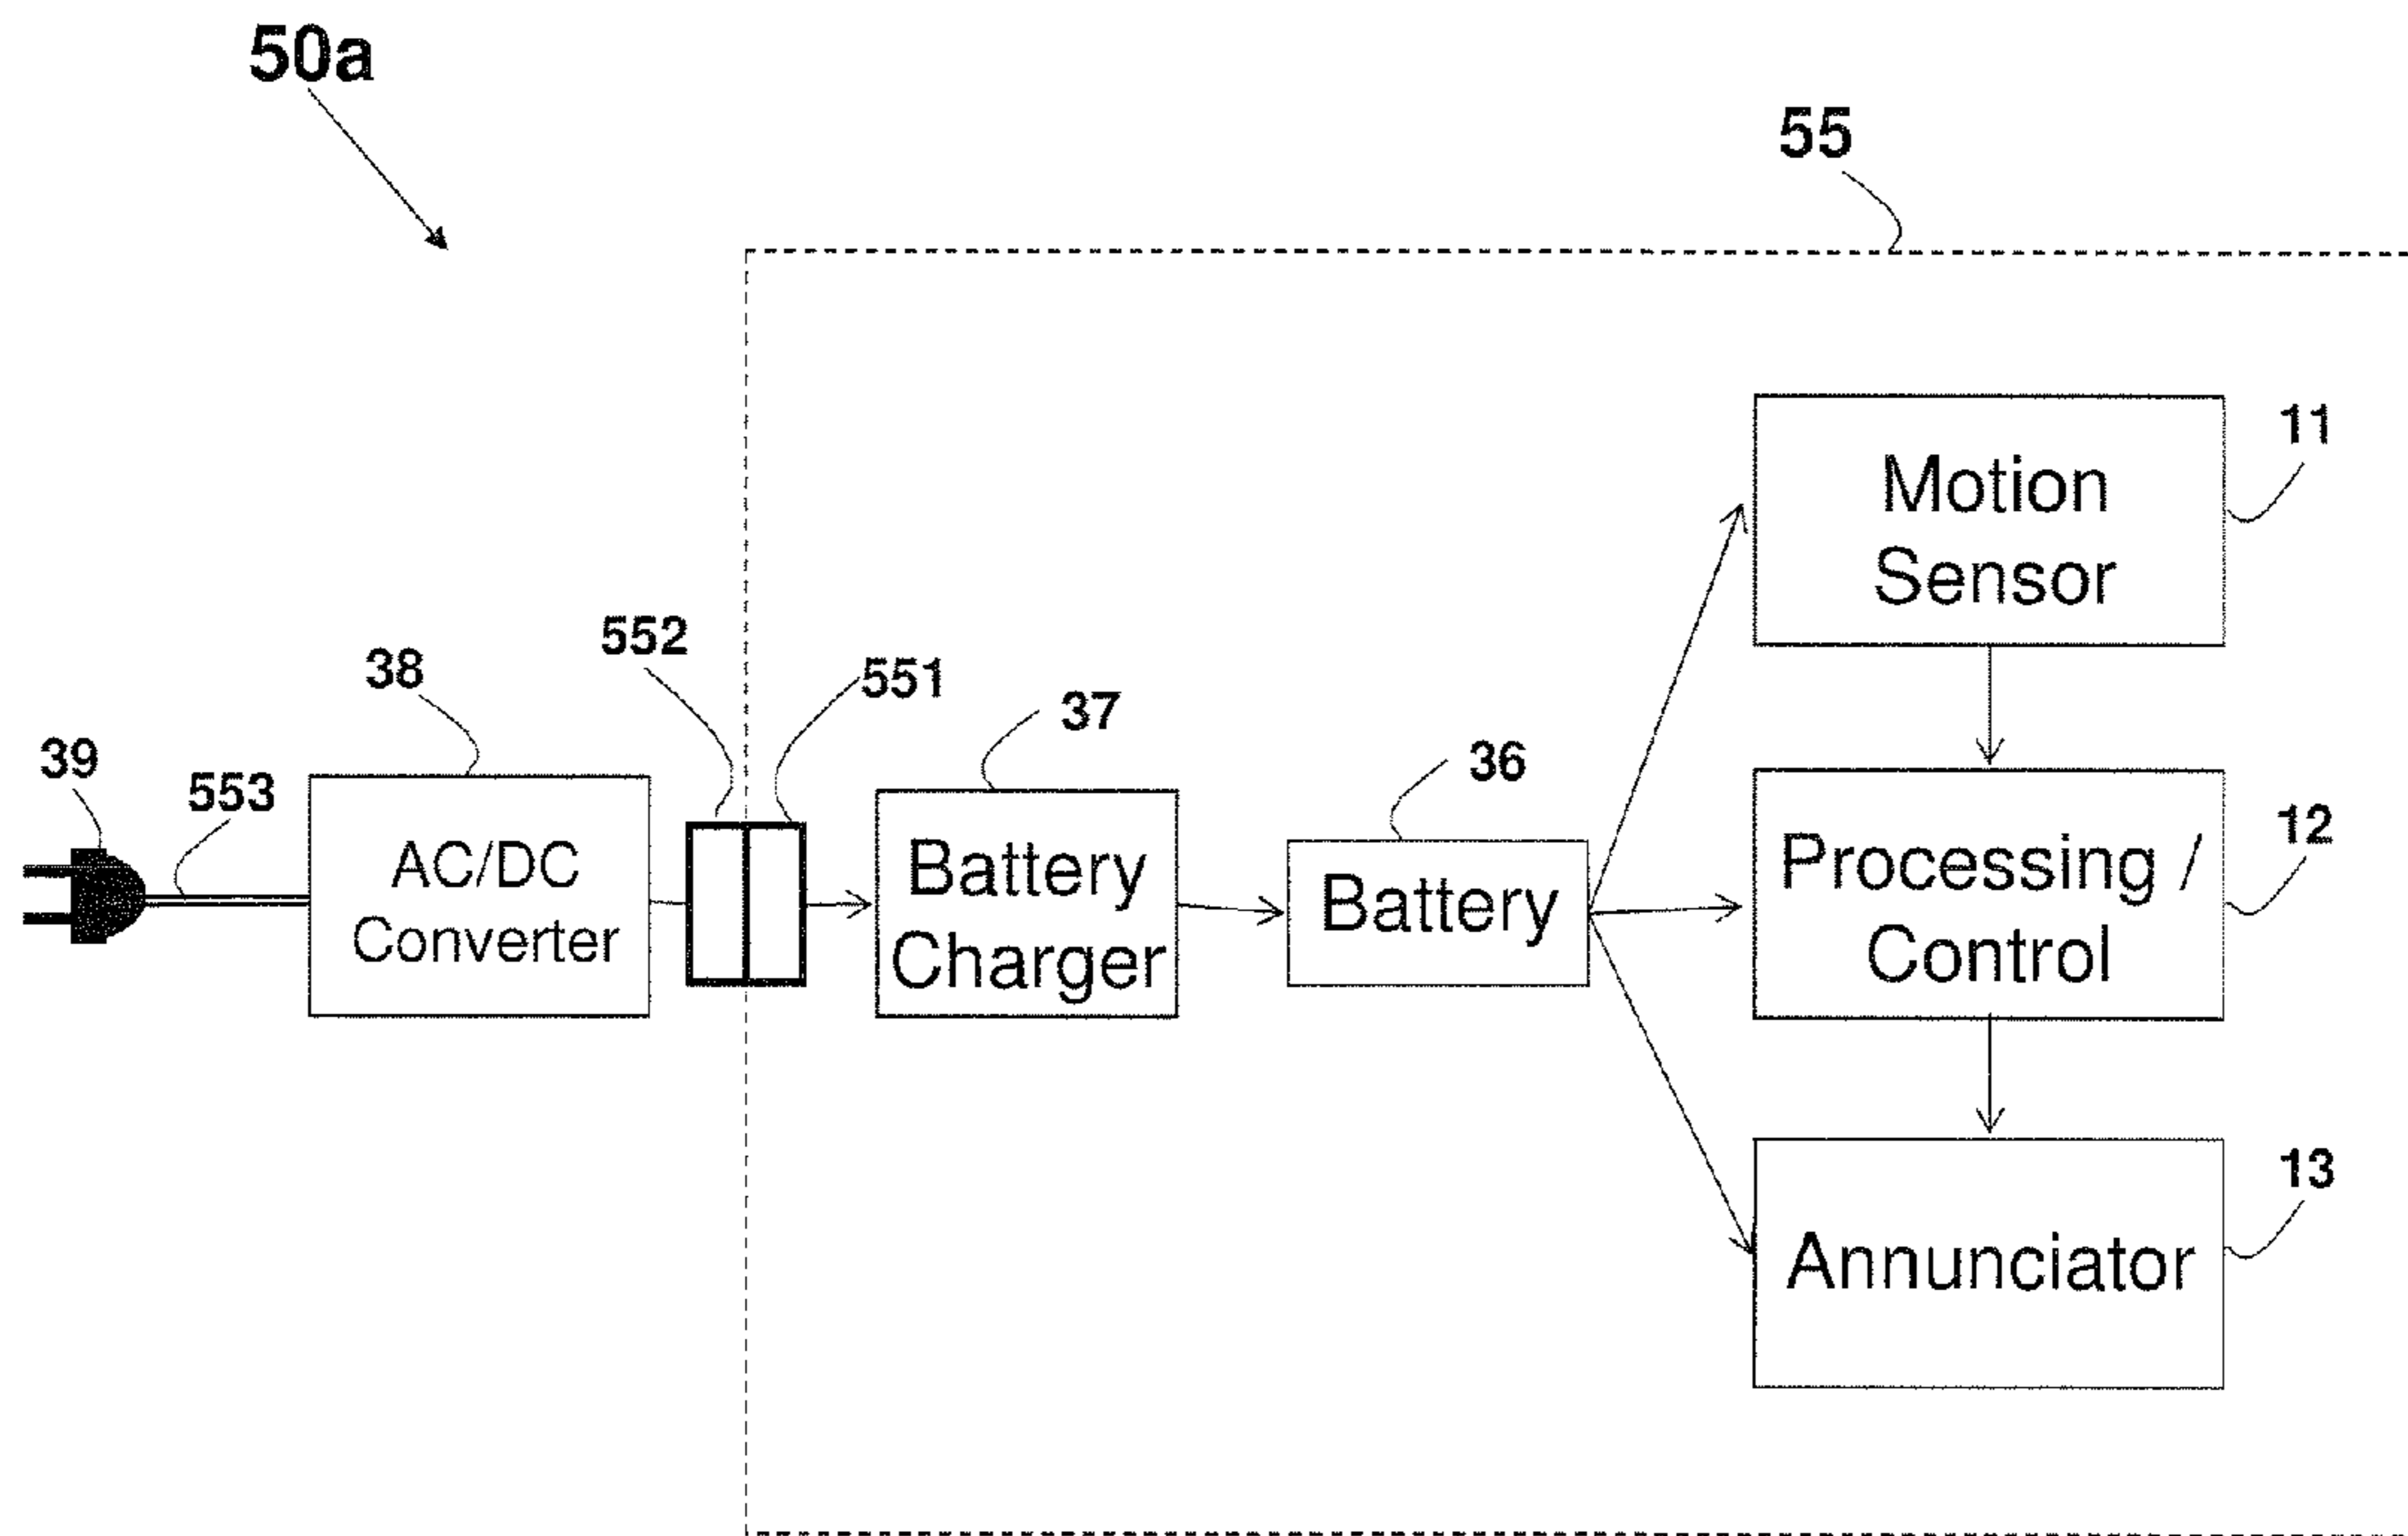 50a
55
11
Motion
Sensor
552
551
38
37
39
553
36
12
AC/DC
Converter
Battery
Charger
Battery
Processing /
Control
13
Annunciator